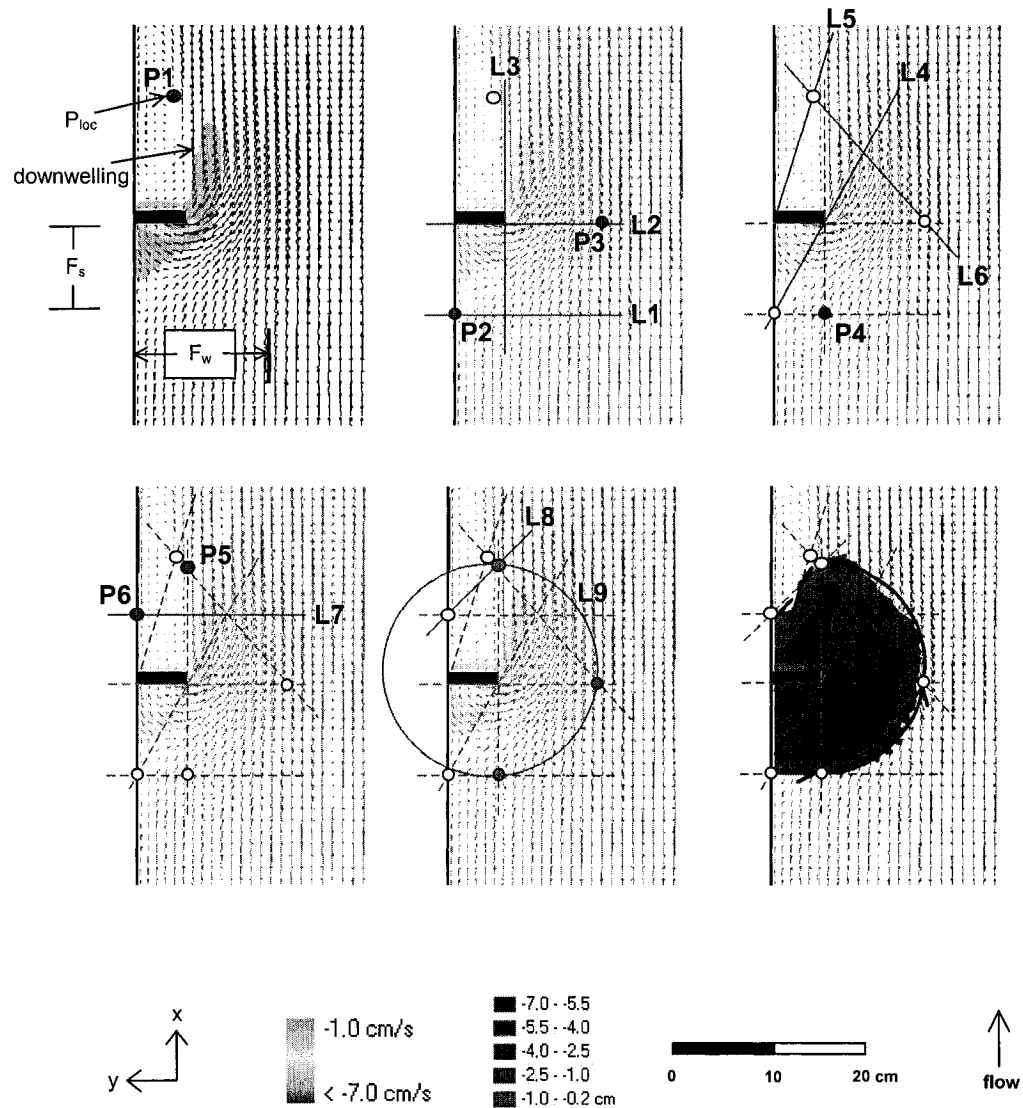 P1
P_loc
downwelling
F_s
F_w
L3
L2
P3
L1
P2
L5
L4
L6
P4
P5
P6
L7
L8
L9
x
y
-1.0 cm/s
< -7.0 cm/s
-7.0 - -5.5
-5.5 - -4.0
-4.0 - -2.5
-2.5 - -1.0
-1.0 - -0.2 cm
0 10 20 cm
flow